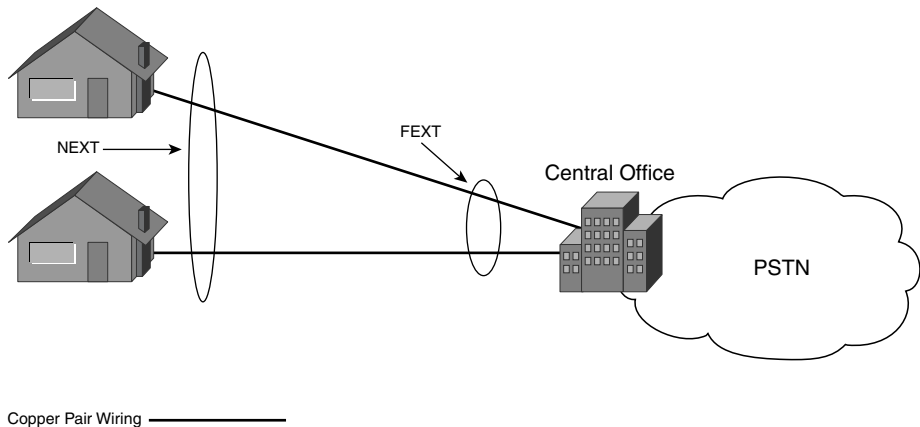 FEXT
NEXT
Central Office
PSTN
Copper Pair Wiring